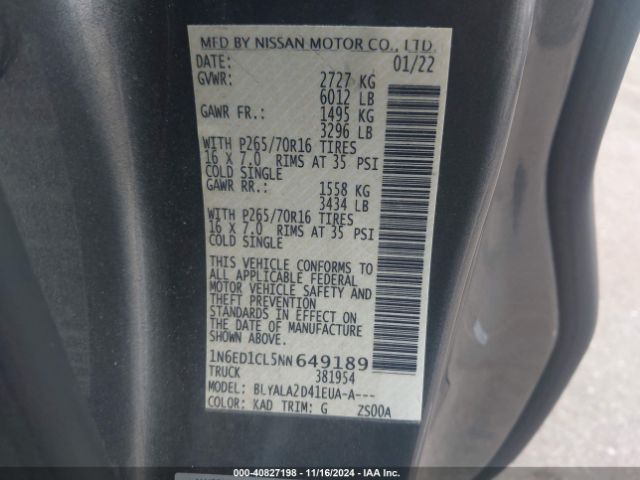 MFD BY NISSAN MOTOR CO., LTD.
DATE: 01/22
GVWR: 2727 KG
6012 LB
GAWR FR.: 1495 KG
3296 LB
WITH P265/70R16 TIRES
16 X 7.0 RIMS AT 35 PSI
COLD SINGLE
GAWR RR.: 1558 KG
3434 LB
WITH P265/70R16 TIRES
16 X 7.0 RIMS AT 35 PSI
COLD SINGLE
THIS VEHICLE CONFORMS TO
ALL APPLICABLE FEDERAL
MOTOR VEHICLE SAFETY AND
THEFT PREVENTION
STANDARDS IN EFFECT ON
THE DATE OF MANUFACTURE
SHOWN ABOVE.
1N6ED1CL5NN649189
TRUCK 381954
MODEL: BLYALA2D41EUA-A---
COLOR: KAD TRIM: G ZS00A
000-40827198 - 11/16/2024 - IAA Inc.